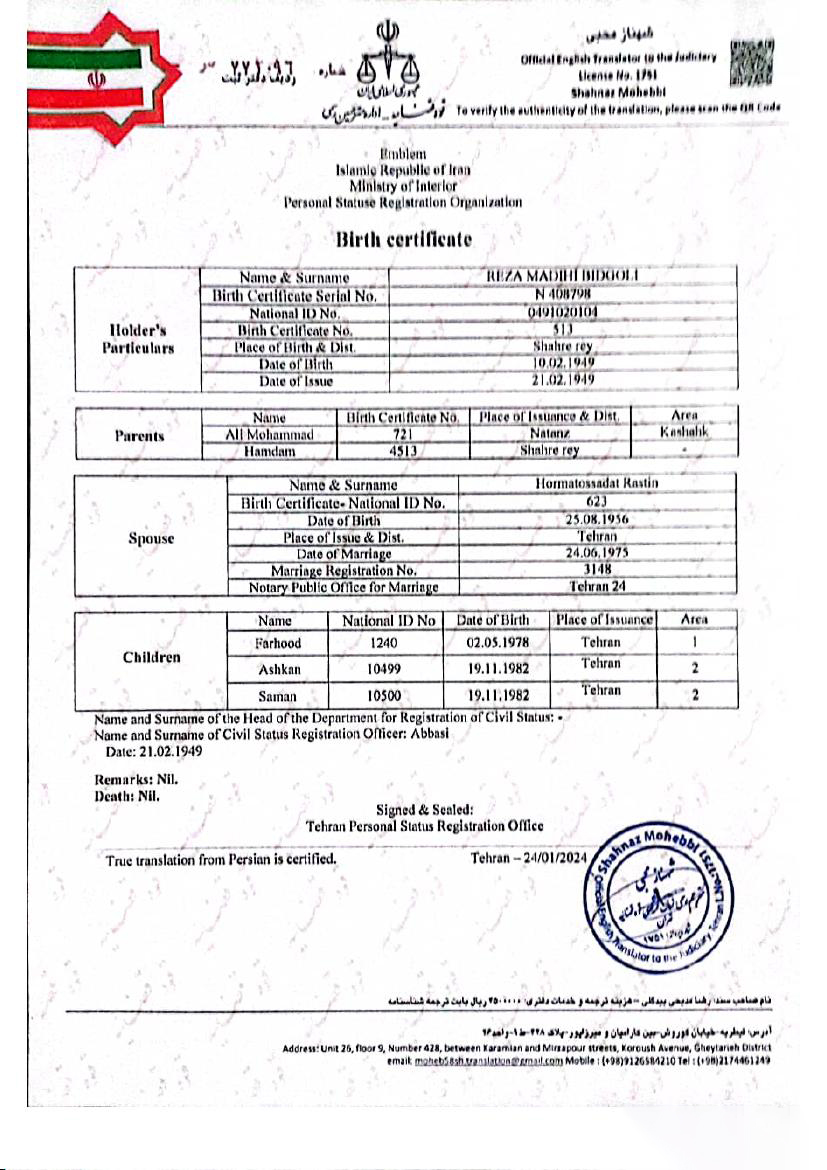 شهناز محبی
Official English Translator to the Judiciary
License No. 1751
Shahnaz Mohebbi
To verify the authenticity of the translation, please scan the QR Code
شماره
جمهوری اسلامی ایران
Emblem
Islamic Republic of Iran
Ministry of Interior
Personal Statuse Registration Organization
Birth certificate
Holder's Particulars
Name & Surname REZA MADIHI BIDGOLI
Birth Certificate Serial No. N 408798
National ID No. 0491020104
Birth Certificate No. 513
Place of Birth & Dist. Shahre rey
Date of Birth 10.02.1949
Date of Issue 21.02.1949
Parents
Name Birth Certificate No. Place of Issuance & Dist. Area
Ali Mohammad 721 Natanz Kashahk
Hamdam 4513 Shahre rey -
Spouse
Name & Surname Hormatossadat Rastin
Birth Certificate- National ID No. 623
Date of Birth 25.08.1956
Place of Issue & Dist. Tehran
Date of Marriage 24.06.1975
Marriage Registration No. 3148
Notary Public Office for Marriage Tehran 24
Children
Name National ID No Date of Birth Place of Issuance Area
Farhood 1240 02.05.1978 Tehran 1
Ashkan 10499 19.11.1982 Tehran 2
Saman 10500 19.11.1982 Tehran 2
Name and Surname of the Head of the Department for Registration of Civil Status: -
Name and Surname of Civil Status Registration Officer: Abbasi
Date: 21.02.1949
Remarks: Nil.
Death: Nil.
Signed & Sealed:
Tehran Personal Status Registration Office
True translation from Persian is certified. Tehran – 24/01/2024
Shahnaz Mohebbi
Official English Translator to the Judiciary Tehran
شهناز محبی
تهران
نام صاحب سند: رضا مدیحی بیدگلی -هزینه ترجمه و خدمات دفتری: ۲۵۰۰۰۰۰ ریال بابت ترجمه شناسنامه
آدرس: قیطریه-خیابان کوروش-بین کارامیان و میرزاپور-پلاک ۴۲۸-ط۱-واحد۲۶
Address: Unit 26, floor 9, Number 428, between Karamian and Mirzapour streets, Koroush Avenue, Gheytarieh District
email: moheb58sh.translation@gmail.com Mobile : (+98)9126584210 Tel : (+98)2174461249